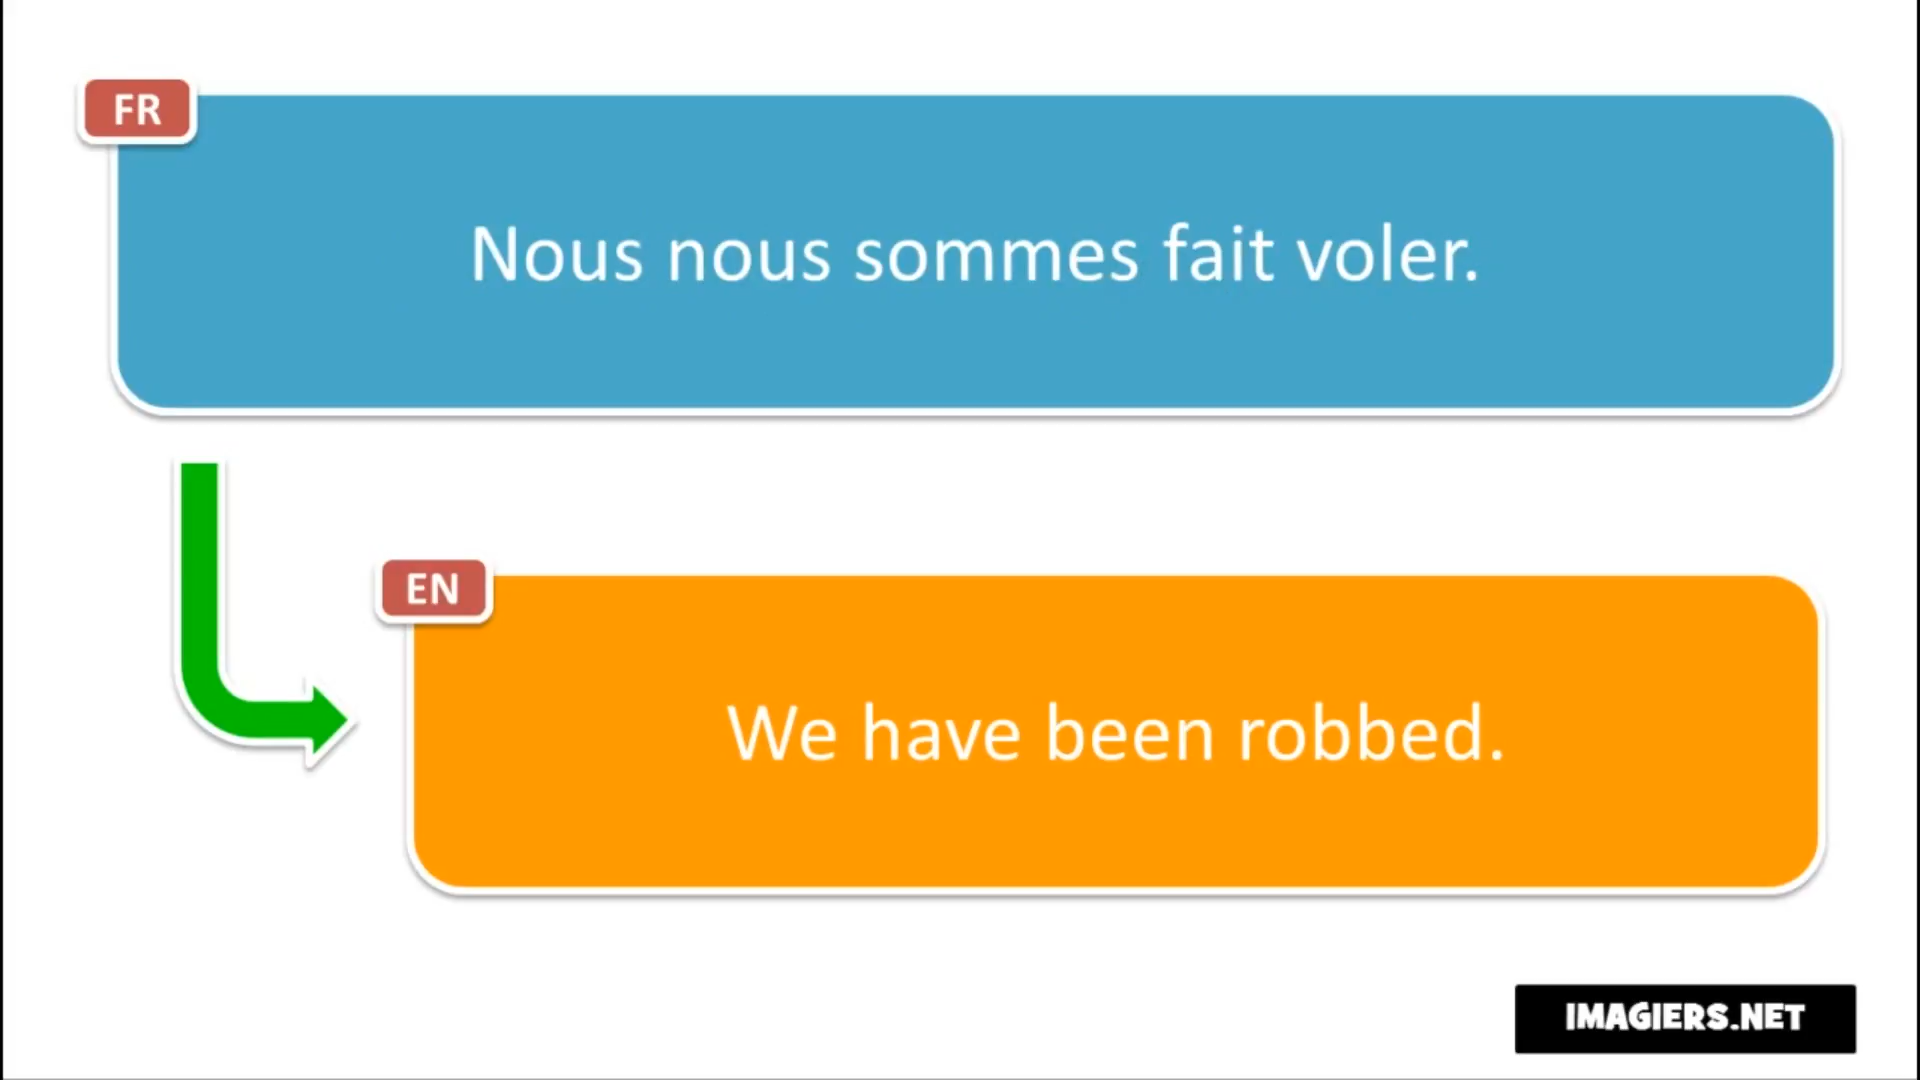 FR
Nous nous sommes fait voler.
EN
We have been robbed.
IMAGIERS.NET